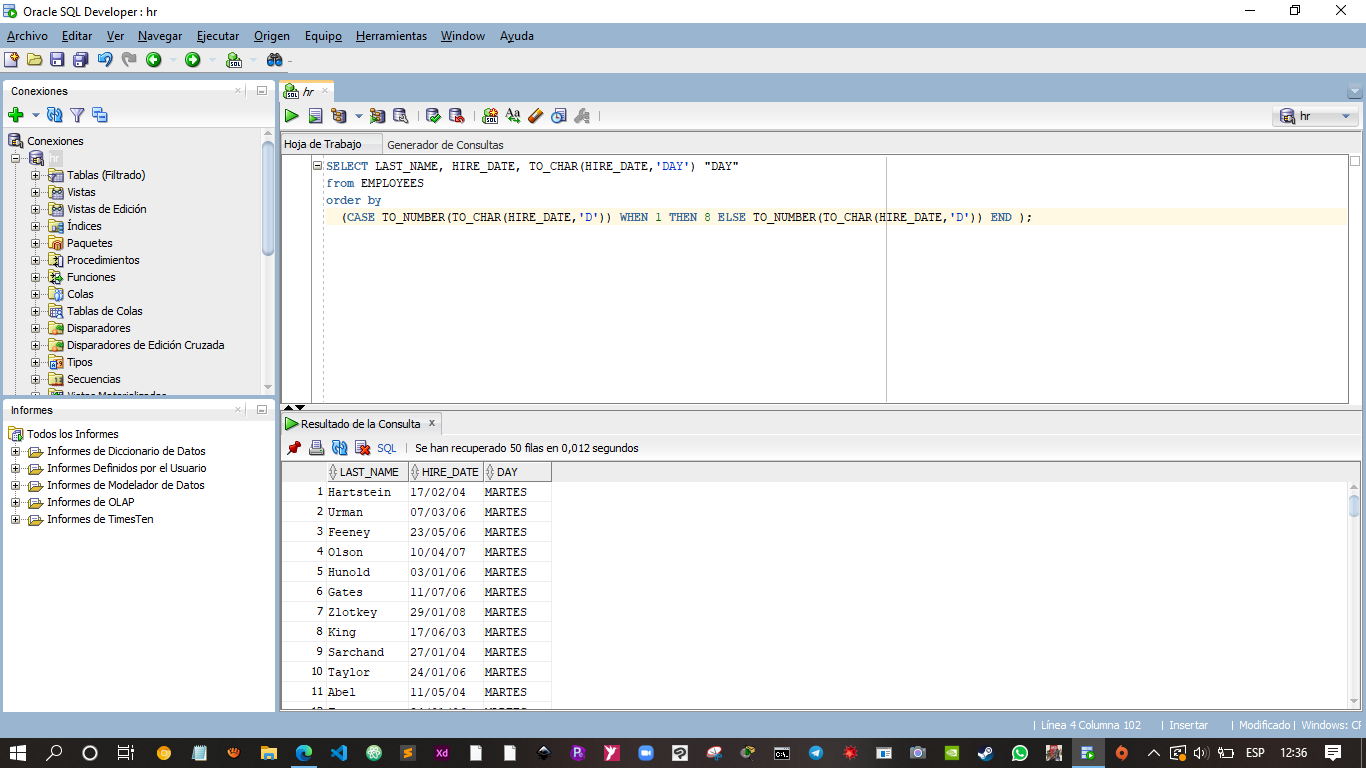 Oracle SQL Developer : hr
Archivo Editar Ver Navegar Ejecutar Origen Equipo Herramientas Window Ayuda
Conexiones
Conexiones
hr
Tablas (Filtrado)
Vistas
Vistas de Edición
Índices
Paquetes
Procedimientos
Funciones
Colas
Tablas de Colas
Disparadores
Disparadores de Edición Cruzada
Tipos
Secuencias
Vistas Materializadas
Informes
Todos los Informes
Informes de Diccionario de Datos
Informes Definidos por el Usuario
Informes de Modelador de Datos
Informes de OLAP
Informes de TimesTen
hr
hr
Hoja de Trabajo Generador de Consultas
SELECT LAST_NAME, HIRE_DATE, TO_CHAR(HIRE_DATE,'DAY') "DAY"
from EMPLOYEES
order by
(CASE TO_NUMBER(TO_CHAR(HIRE_DATE,'D')) WHEN 1 THEN 8 ELSE TO_NUMBER(TO_CHAR(HIRE_DATE,'D')) END );
Resultado de la Consulta
SQL | Se han recuperado 50 filas en 0,012 segundos
LAST_NAME HIRE_DATE DAY
1 Hartstein 17/02/04 MARTES
2 Urman 07/03/06 MARTES
3 Feeney 23/05/06 MARTES
4 Olson 10/04/07 MARTES
5 Hunold 03/01/06 MARTES
6 Gates 11/07/06 MARTES
7 Zlotkey 29/01/08 MARTES
8 King 17/06/03 MARTES
9 Sarchand 27/01/04 MARTES
10 Taylor 24/01/06 MARTES
11 Abel 11/05/04 MARTES
| Línea 4 Columna 102 | Insertar | Modificado | Windows: CF
ESP 12:36